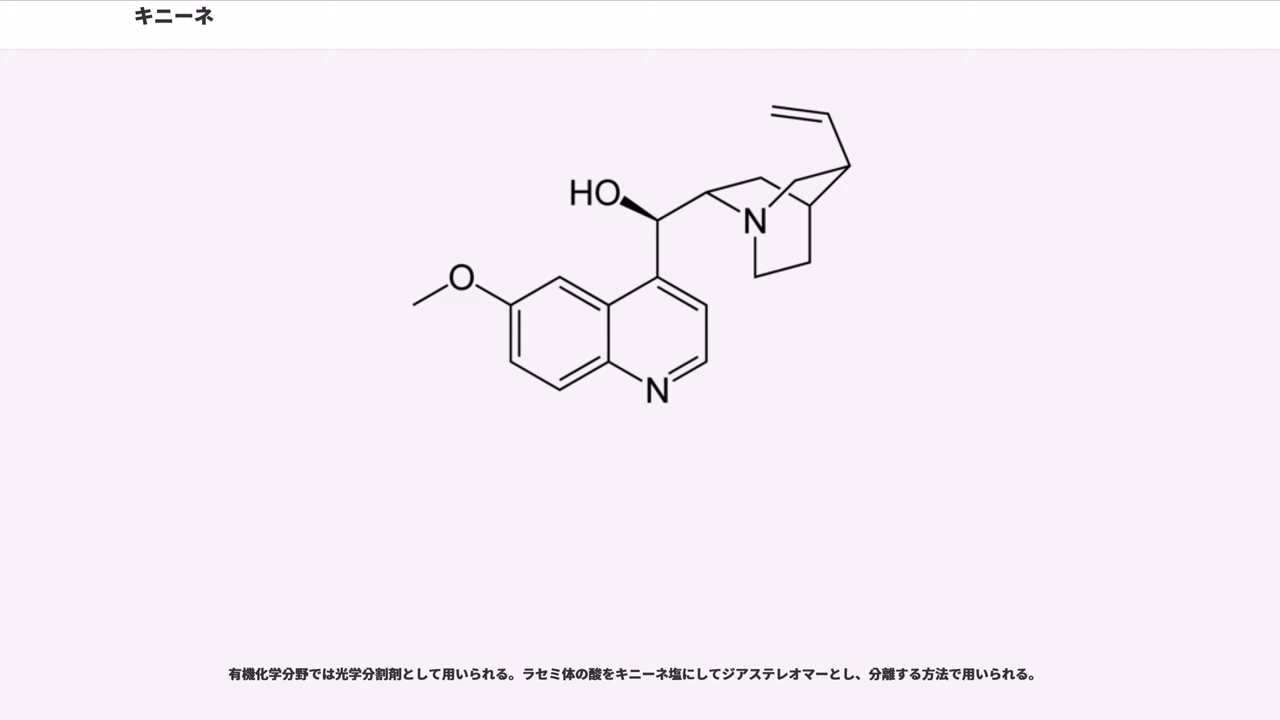 キニーネ
HO
N
O
N
有機化学分野では光学分割剤として用いられる。ラセミ体の酸をキニーネ塩にしてジアステレオマーとし、分離する方法で用いられる。